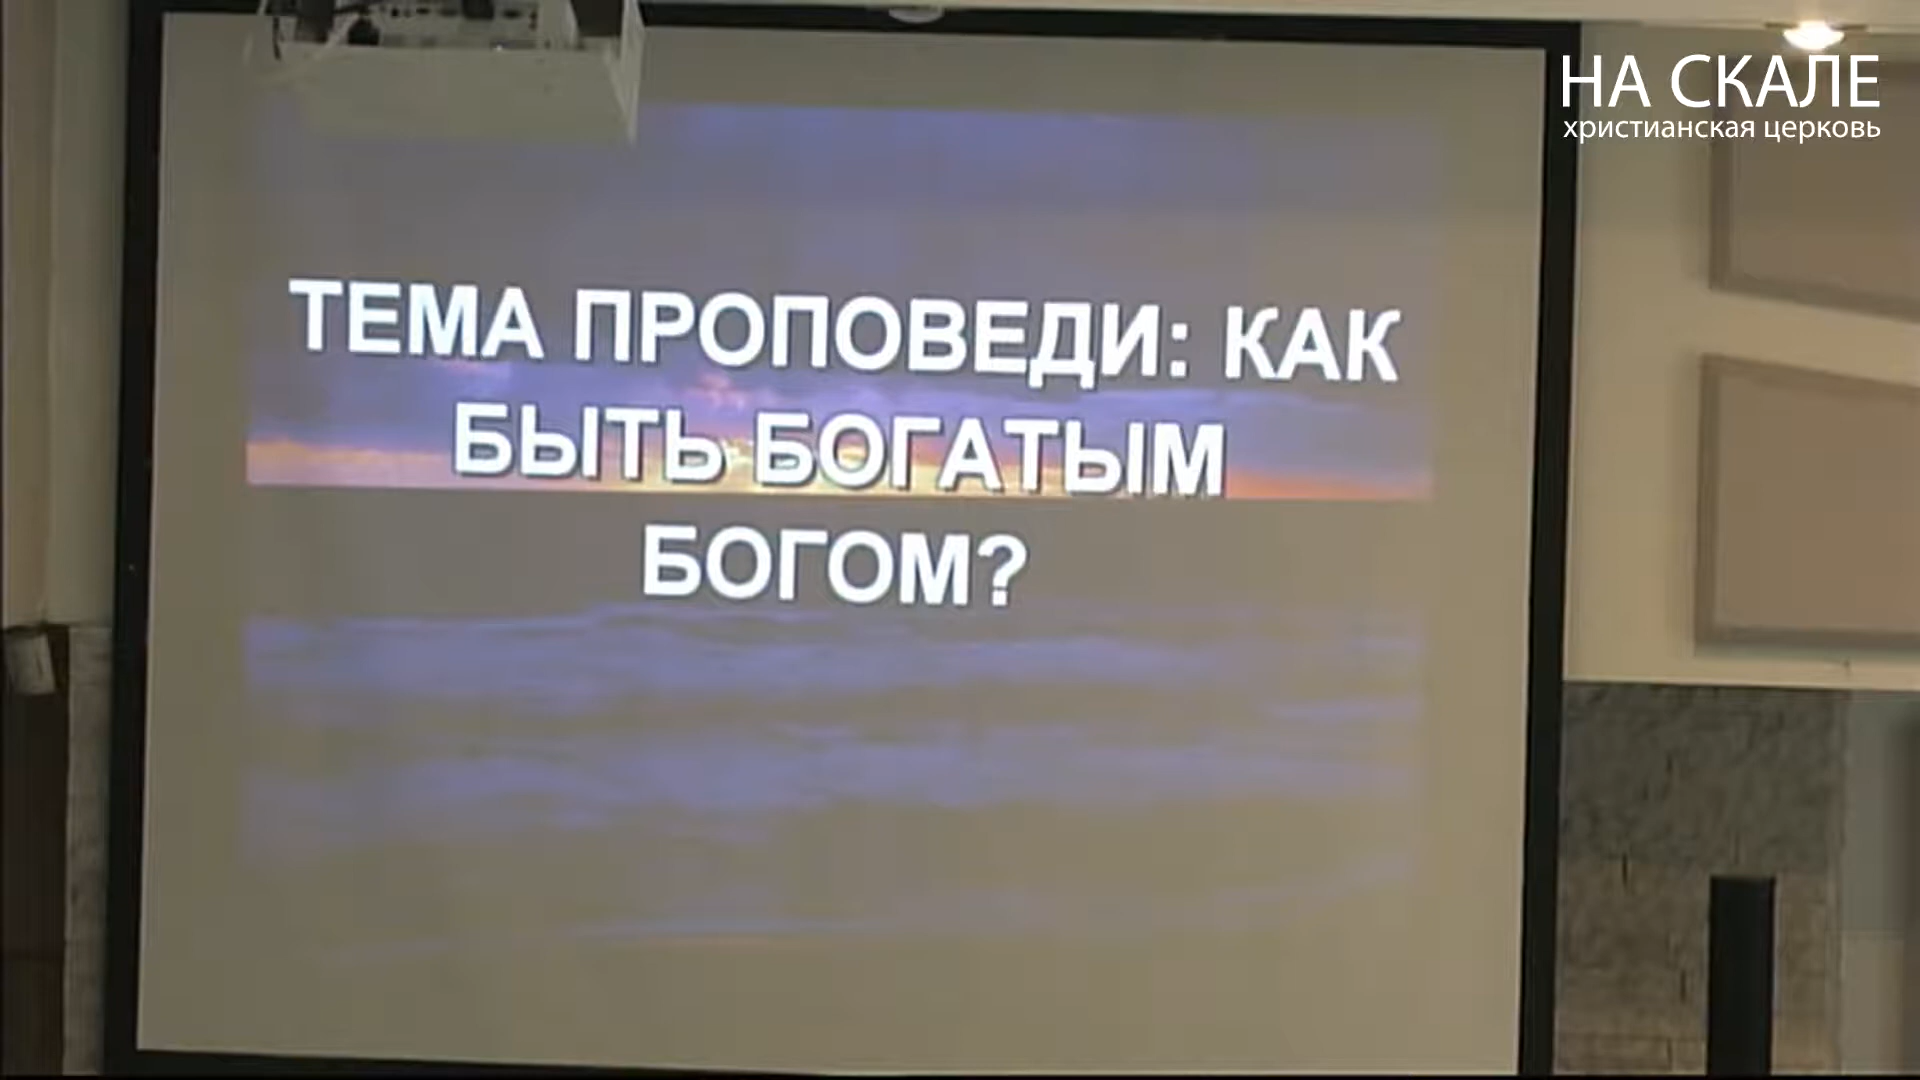 НА СКАЛЕ
христианская церковь
ТЕМА ПРОПОВЕДИ: КАК
БЫТЬ БОГАТЫМ
БОГОМ?